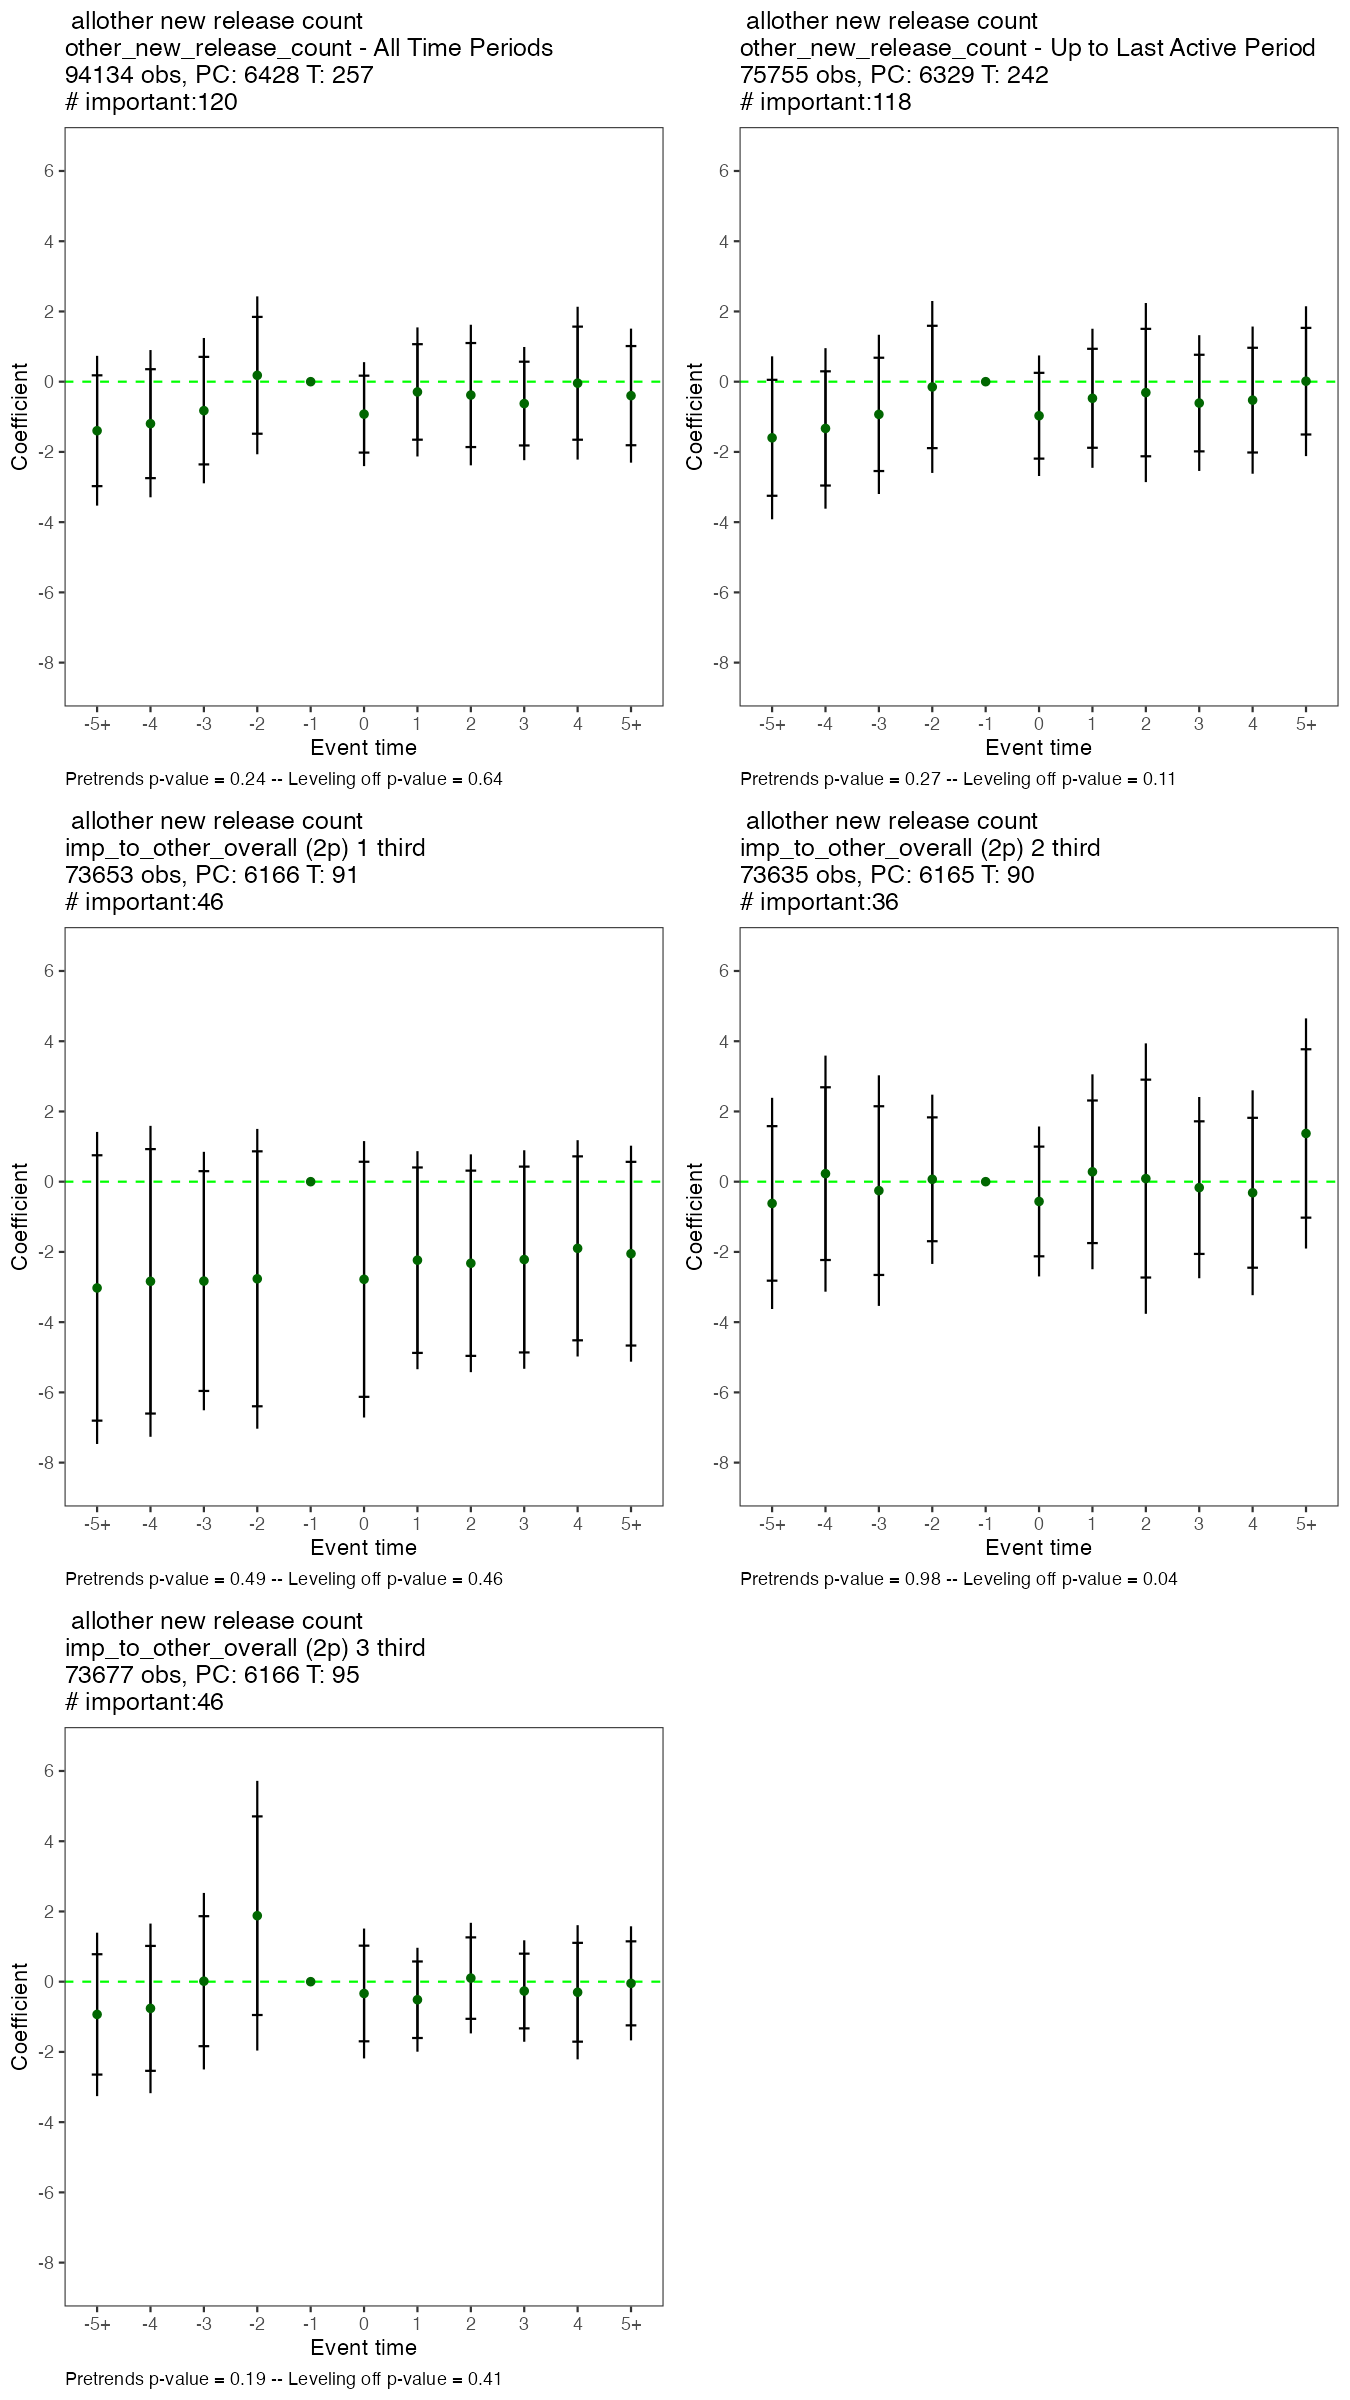 allother new release count
other_new_release_count - All Time Periods
94134 obs, PC: 6428 T: 257
# important:120
6
4
2
0
-2
-4
-6
-8
Coefficient
-5+ -4 -3 -2 -1 0 1 2 3 4 5+
Event time
Pretrends p-value = 0.24 -- Leveling off p-value = 0.64
allother new release count
other_new_release_count - Up to Last Active Period
75755 obs, PC: 6329 T: 242
# important:118
6
4
2
0
-2
-4
-6
-8
Coefficient
-5+ -4 -3 -2 -1 0 1 2 3 4 5+
Event time
Pretrends p-value = 0.27 -- Leveling off p-value = 0.11
allother new release count
imp_to_other_overall (2p) 1 third
73653 obs, PC: 6166 T: 91
# important:46
6
4
2
0
-2
-4
-6
-8
Coefficient
-5+ -4 -3 -2 -1 0 1 2 3 4 5+
Event time
Pretrends p-value = 0.49 -- Leveling off p-value = 0.46
allother new release count
imp_to_other_overall (2p) 2 third
73635 obs, PC: 6165 T: 90
# important:36
6
4
2
0
-2
-4
-6
-8
Coefficient
-5+ -4 -3 -2 -1 0 1 2 3 4 5+
Event time
Pretrends p-value = 0.98 -- Leveling off p-value = 0.04
allother new release count
imp_to_other_overall (2p) 3 third
73677 obs, PC: 6166 T: 95
# important:46
6
4
2
0
-2
-4
-6
-8
Coefficient
-5+ -4 -3 -2 -1 0 1 2 3 4 5+
Event time
Pretrends p-value = 0.19 -- Leveling off p-value = 0.41